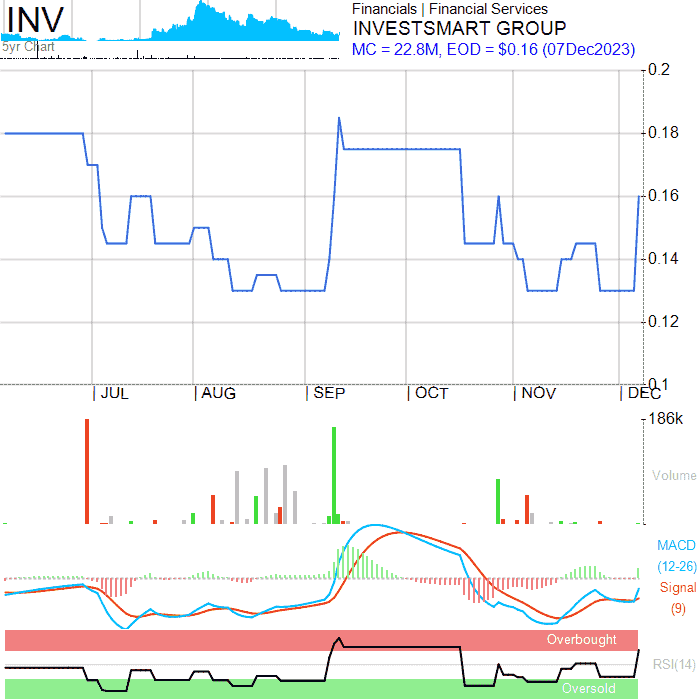 INV
5yr Chart
Financials | Financial Services
INVESTSMART GROUP
MC = 22.8M, EOD = $0.16 (07Dec2023)
0.2
0.18
0.16
0.14
0.12
0.1
JUL
AUG
SEP
OCT
NOV
DEC
186k
Volume
MACD
(12-26)
Signal
(9)
Overbought
RSI(14)
Oversold